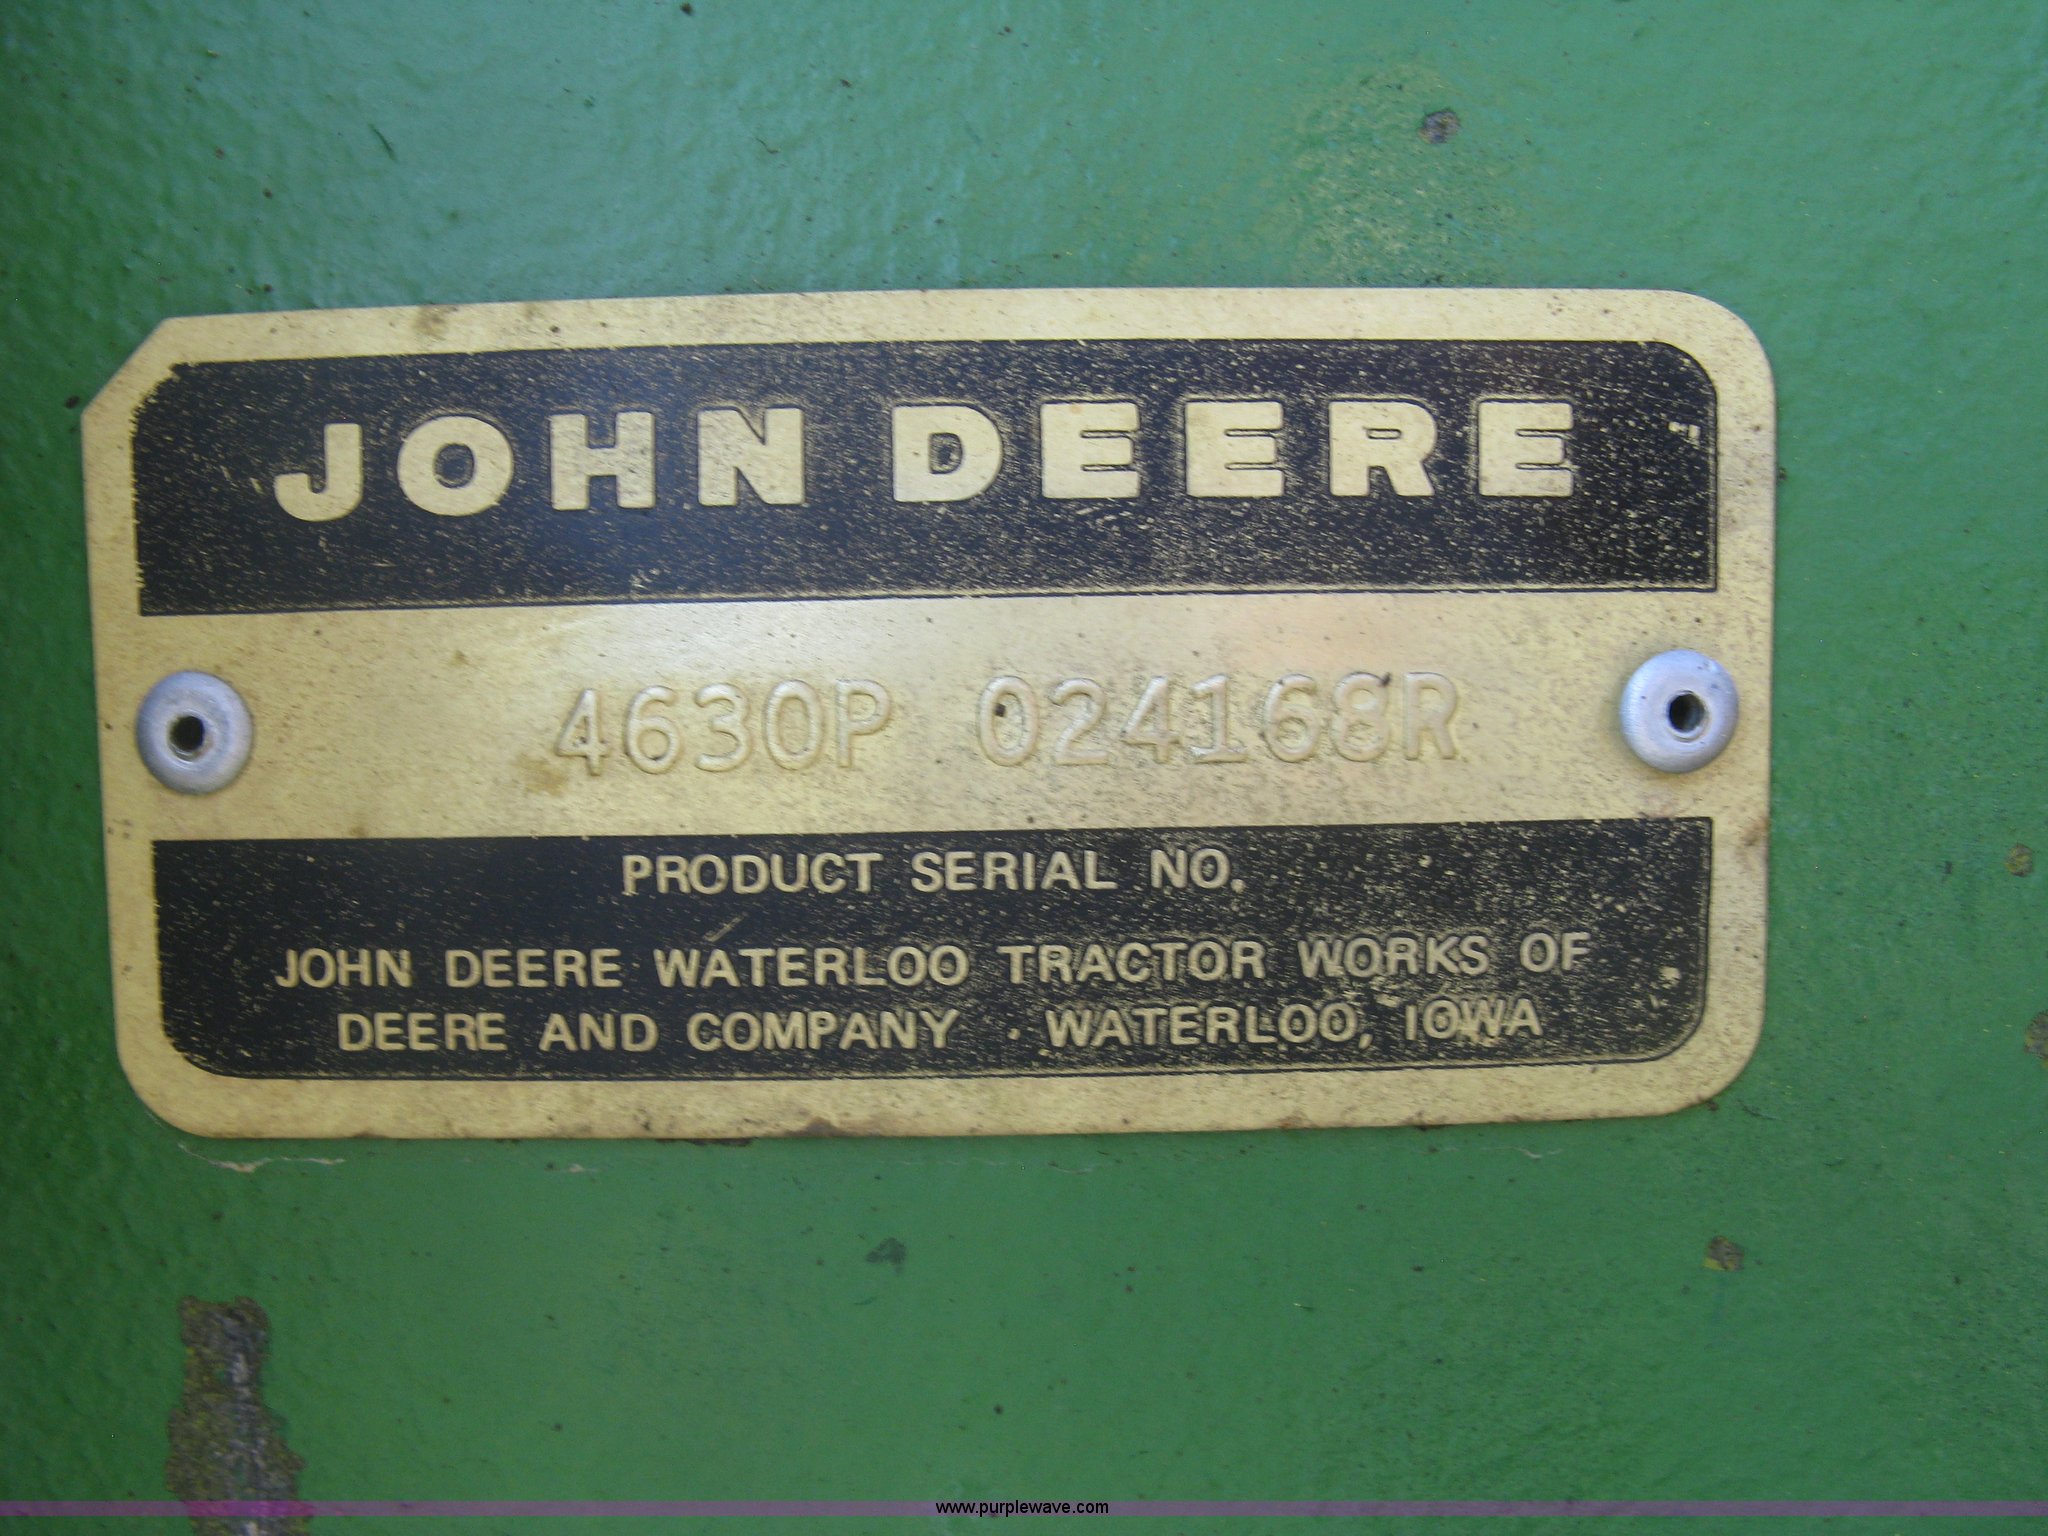 JOHN DEERE
4630P 024168R
PRODUCT SERIAL NO.
JOHN DEERE WATERLOO TRACTOR WORKS OF
DEERE AND COMPANY · WATERLOO, IOWA
www.purplewave.com